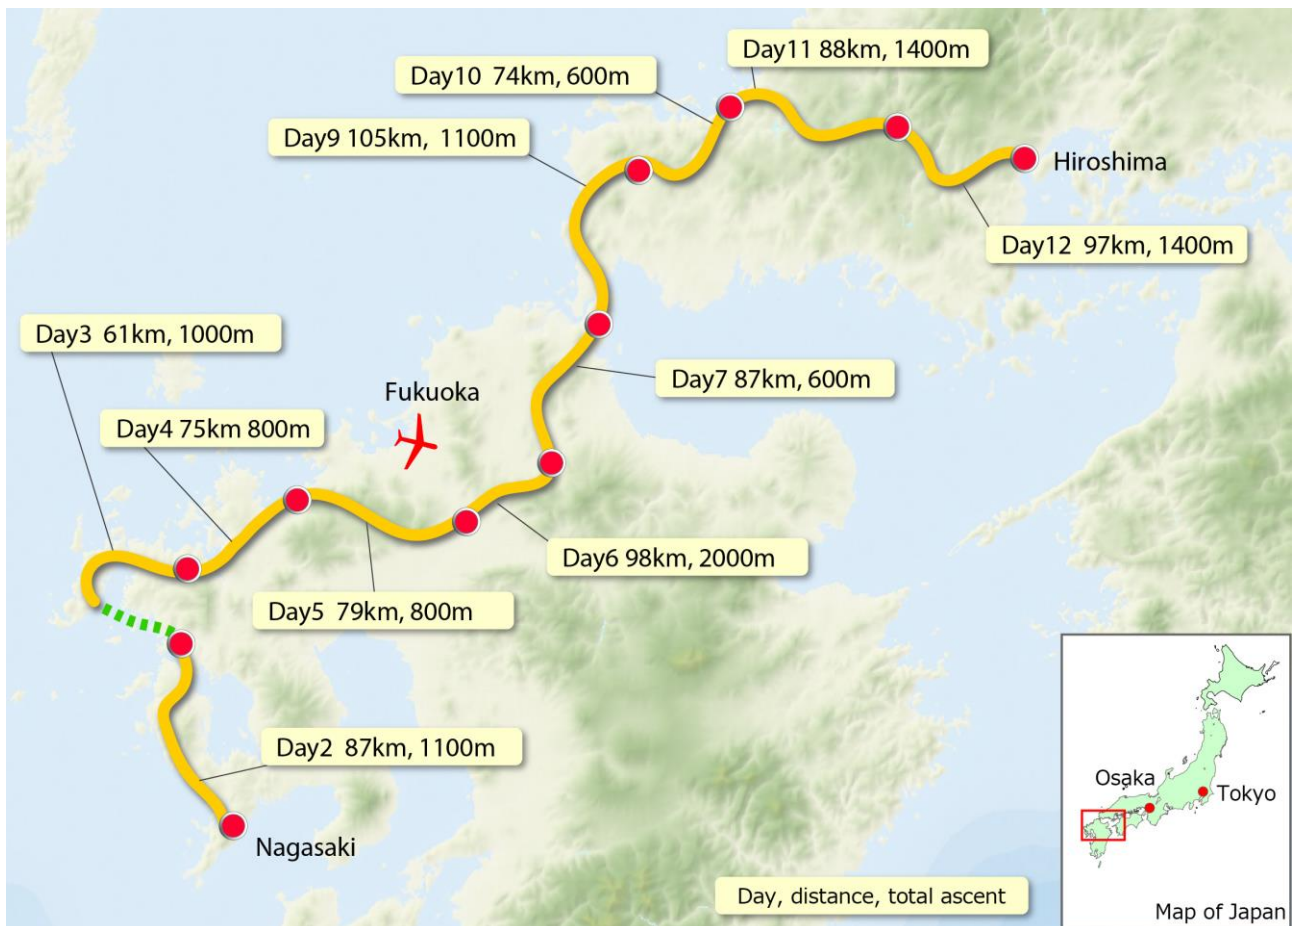 Day11 88km, 1400m
Day10 74km, 600m
Day9 105km, 1100m
Hiroshima
Day12 97km, 1400m
Day3 61km, 1000m
Day7 87km, 600m
Fukuoka
Day4 75km 800m
Day6 98km, 2000m
Day5 79km, 800m
Day2 87km, 1100m
Nagasaki
Osaka
Tokyo
Day, distance, total ascent
Map of Japan